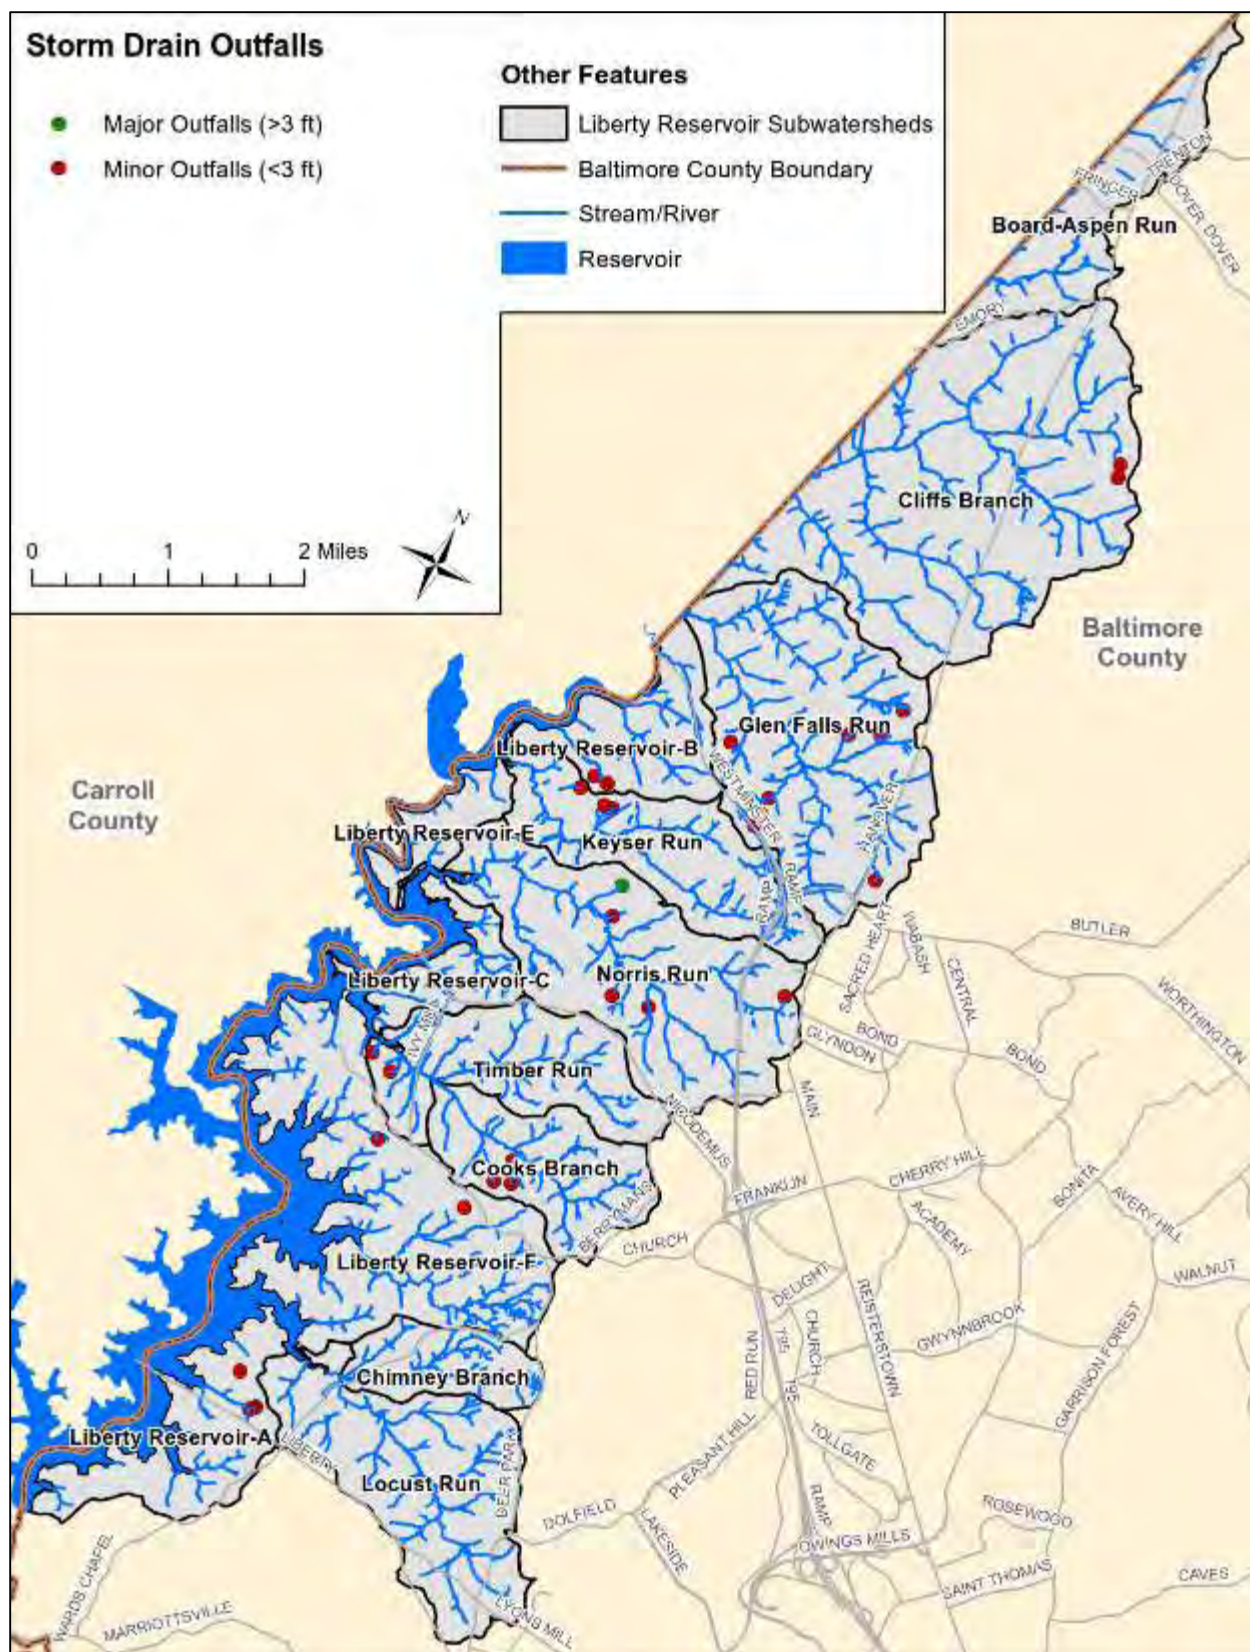 Storm Drain Outfalls
Major Outfalls (>3 ft)
Minor Outfalls (<3 ft)
Other Features
Liberty Reservoir Subwatersheds
Baltimore County Boundary
Stream/River
Reservoir
0 1 2 Miles
N
TRENTON
FRINGER
DOVER
DOVER
Board-Aspen Run
EMORY
Cliffs Branch
Baltimore
County
Glen Falls Run
Liberty Reservoir-B
WESTMINSTER
Carroll
County
HANOVER
Liberty Reservoir-E
Keyser Run
RAMP
RAMP
SACRED HEART
WABASH
BUTLER
CENTRAL
Norris Run
Liberty Reservoir-C
WORTHINGTON
IVY MILL
BOND
GLYNDON
BOND
Timber Run
MAIN
NICODEMUS
Cooks Branch
CHERRY HILL
FRANKLIN
BONITA
AVERY HILL
BERRYMANS
ACADEMY
CHURCH
Liberty Reservoir-F
DELIGHT
WALNUT
REISTERSTOWN
CHURCH
GWYNNBROOK
I795
RED RUN
GARRISON FOREST
Chimney Branch
I95
Liberty Reservoir-A
LIBERTY
PLEASANT HILL
TOLLGATE
Locust Run
DEER PARK
RAMP
DOLFIELD
ROSEWOOD
LAKESIDE
OWINGS MILLS
WARDS CHAPEL
SAINT THOMAS
CAVES
MARRIOTTSVILLE
LYONS MILL